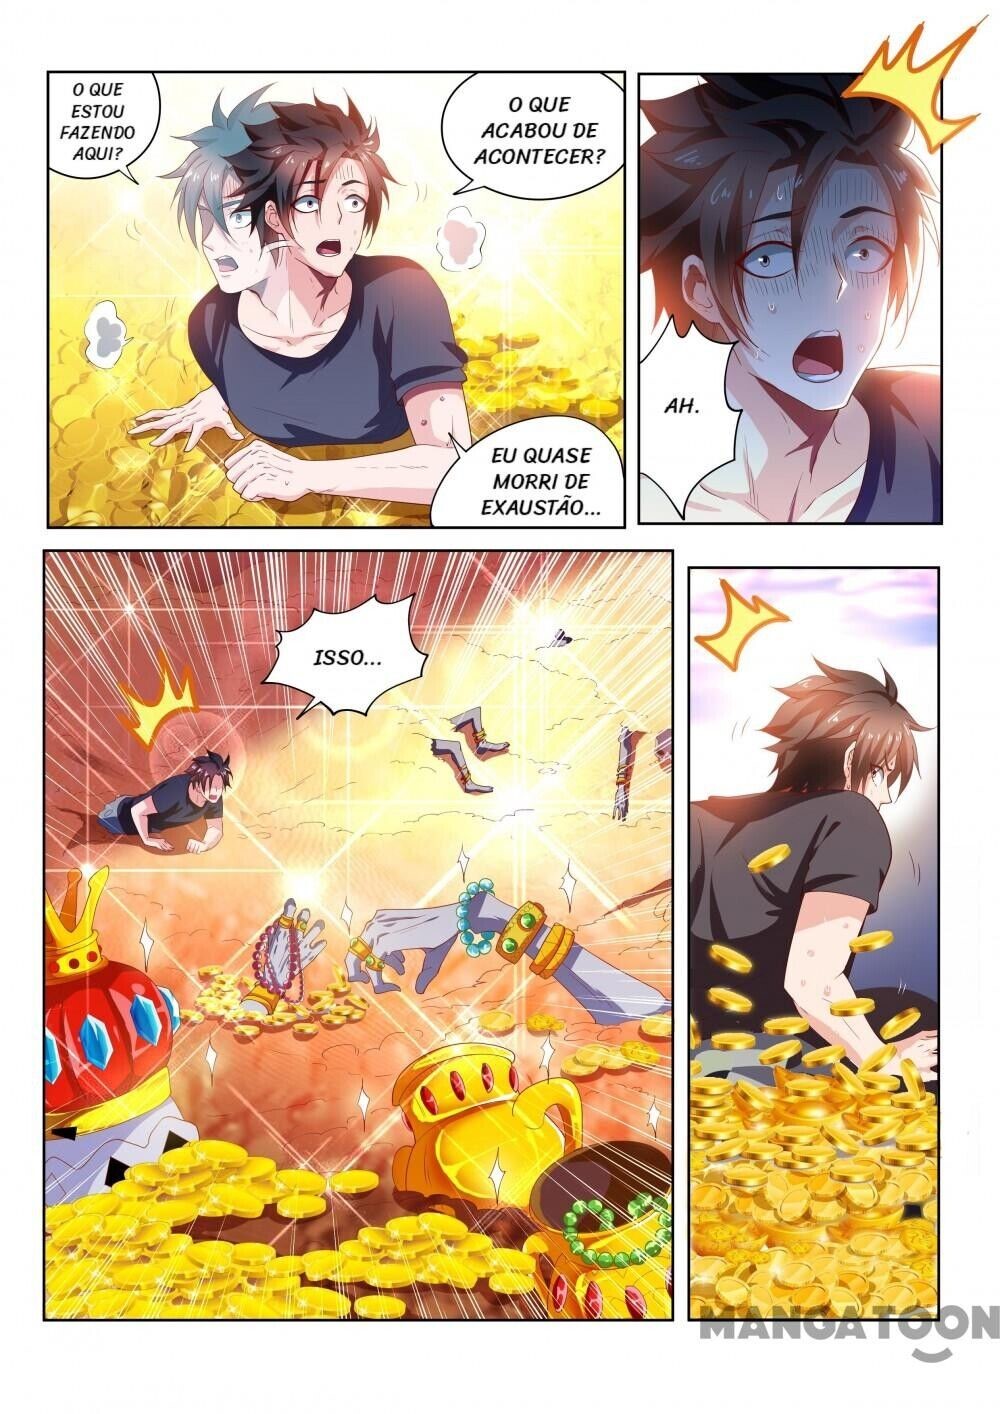 O QUE
ESTOU
FAZENDO
AQUI?
O QUE
ACABOU DE
ACONTECER?
EU QUASE
MORRI DE
EXAUSTÃO...
AH.
ISSO...
MANGATOON